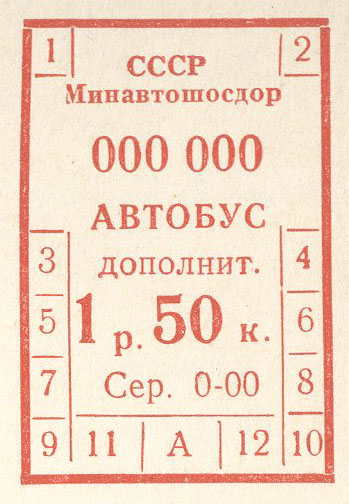 1 СССР 2
Минавтошосдор
000 000
АВТОБУС
3 дополнит. 4
5 1 р. 50 к. 6
7 Сер. 0-00 8
9 11 А 12 10